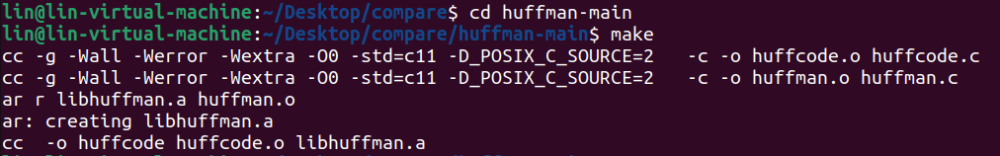 lin@lin-virtual-machine:~/Desktop/compare$ cd huffman-main
lin@lin-virtual-machine:~/Desktop/compare/huffman-main$ make
cc -g -Wall -Werror -Wextra -O0 -std=c11 -D_POSIX_C_SOURCE=2   -c -o huffcode.o huffcode.c
cc -g -Wall -Werror -Wextra -O0 -std=c11 -D_POSIX_C_SOURCE=2   -c -o huffman.o huffman.c
ar r libhuffman.a huffman.o
ar: creating libhuffman.a
cc  -o huffcode huffcode.o libhuffman.a